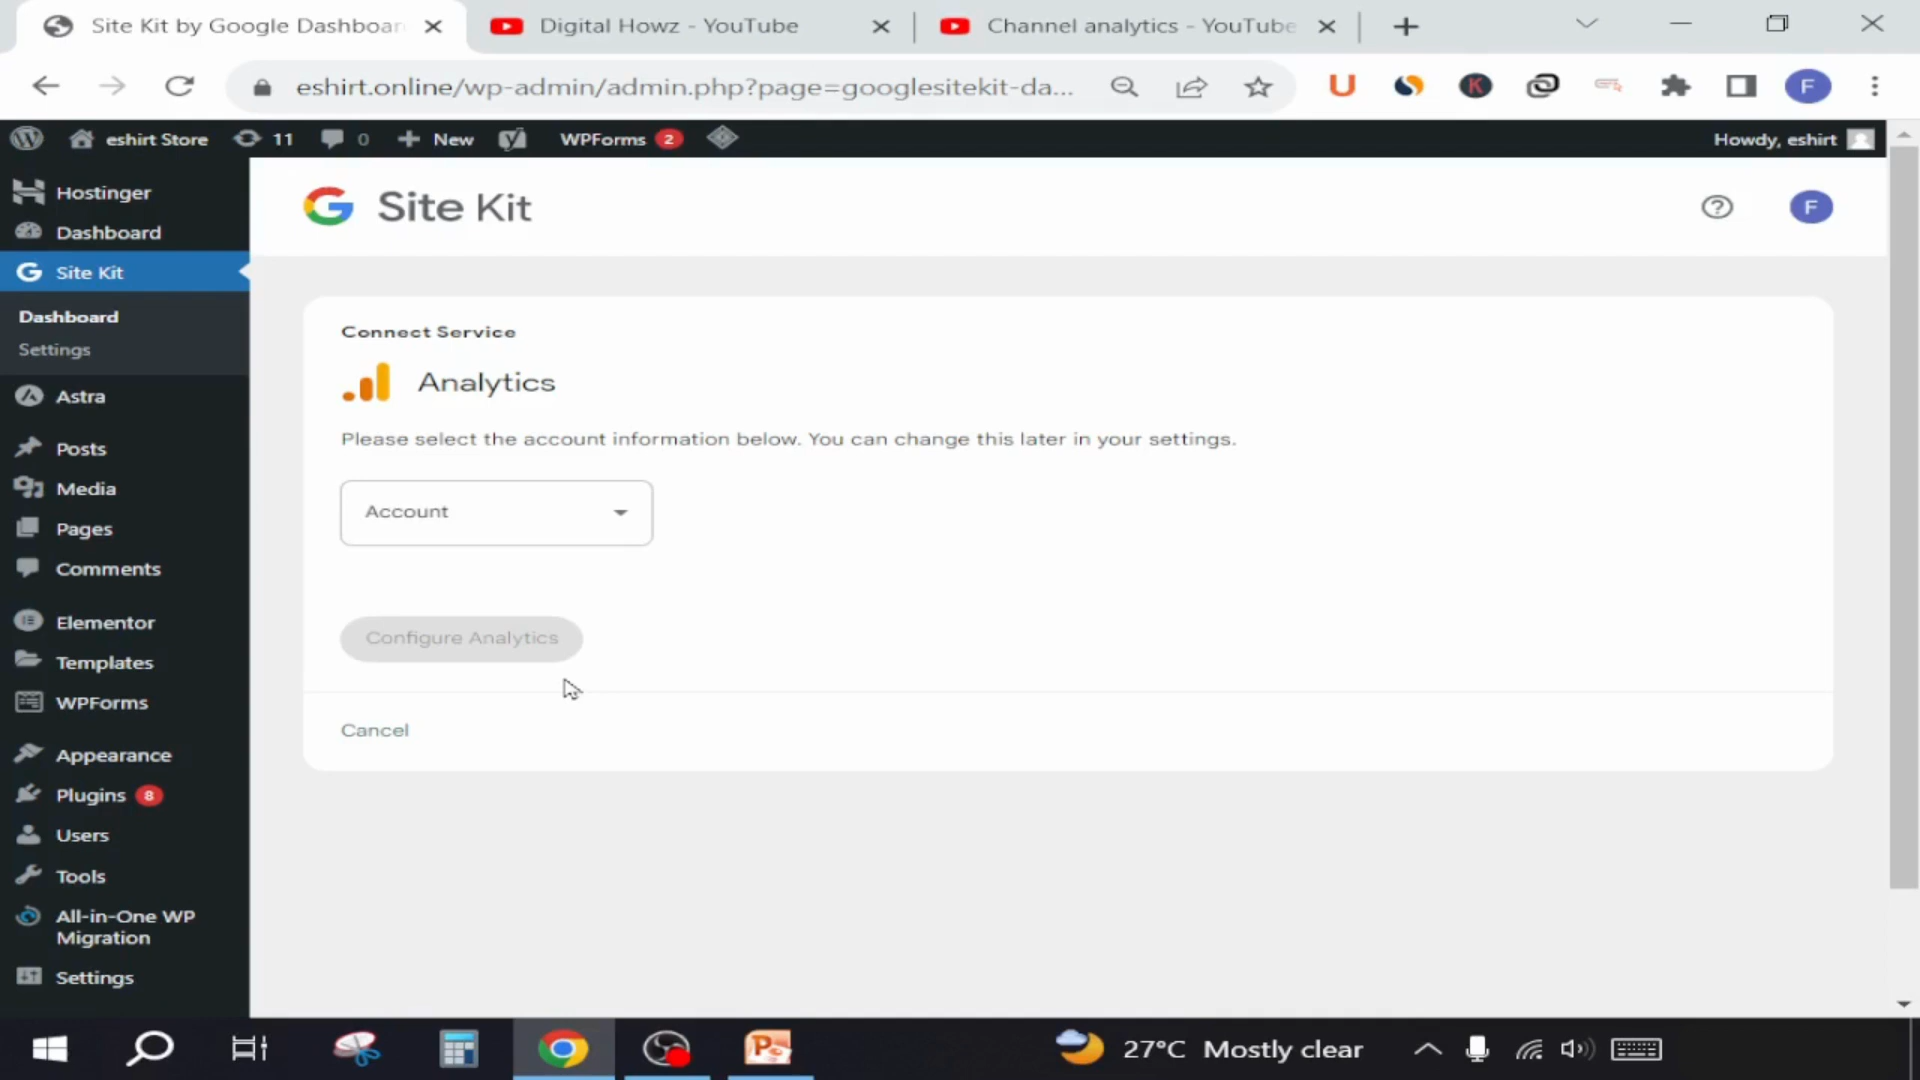 Site Kit by Google Dashboar
Digital Howz - YouTube
Channel analytics - YouTube
eshirt.online/wp-admin/admin.php?page=googlesitekit-da...
U
K
F
eshirt Store
11
0
New
WPForms 2
Howdy, eshirt
Hostinger
Dashboard
Site Kit
Dashboard
Settings
Astra
Posts
Media
Pages
Comments
Elementor
Templates
WPForms
Appearance
Plugins 8
Users
Tools
All-in-One WP
Migration
Settings
Site Kit
F
Connect Service
Analytics
Please select the account information below. You can change this later in your settings.
Account
Configure Analytics
Cancel
27°C Mostly clear